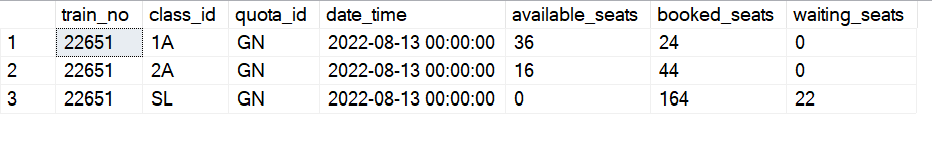 train_no class_id quota_id date_time available_seats booked_seats waiting_seats
1 22651 1A GN 2022-08-13 00:00:00 36 24 0
2 22651 2A GN 2022-08-13 00:00:00 16 44 0
3 22651 SL GN 2022-08-13 00:00:00 0 164 22